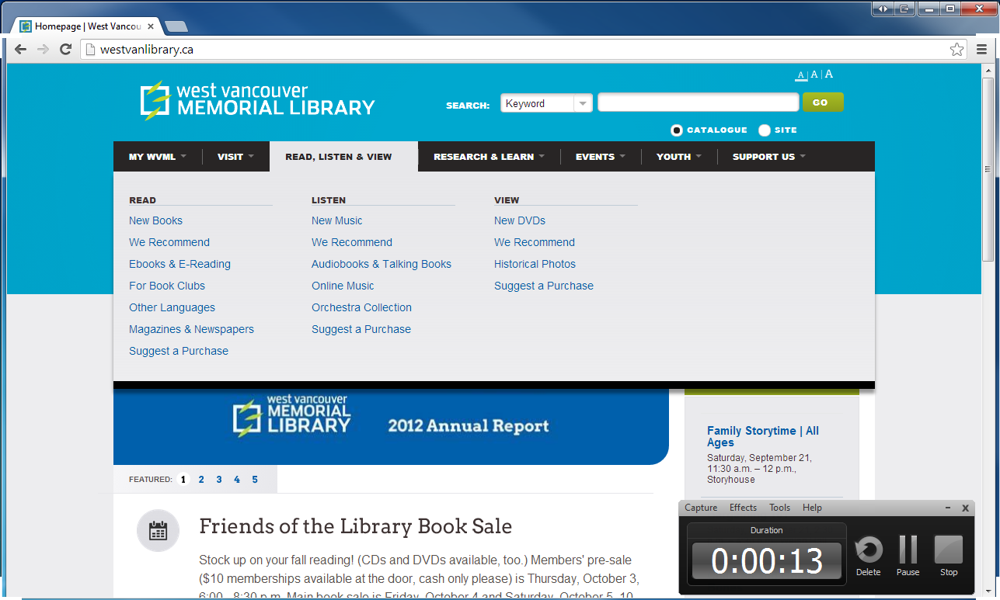 Homepage | West Vancou
westvanlibrary.ca
A | A | A
west vancouver
MEMORIAL LIBRARY
SEARCH: Keyword GO
CATALOGUE SITE
MY WVML VISIT READ, LISTEN & VIEW RESEARCH & LEARN EVENTS YOUTH SUPPORT US
READ
New Books
We Recommend
Ebooks & E-Reading
For Book Clubs
Other Languages
Magazines & Newspapers
Suggest a Purchase
LISTEN
New Music
We Recommend
Audiobooks & Talking Books
Online Music
Orchestra Collection
Suggest a Purchase
VIEW
New DVDs
We Recommend
Historical Photos
Suggest a Purchase
west vancouver
MEMORIAL
LIBRARY
2012 Annual Report
FEATURED: 1 2 3 4 5
Family Storytime | All
Ages
Saturday, September 21,
11:30 a.m. – 12 p.m.,
Storyhouse
Friends of the Library Book Sale
Stock up on your fall reading! (CDs and DVDs available, too.) Members' pre-sale
($10 memberships available at the door, cash only please) is Thursday, October 3,
6:00 - 8:30 p.m. Main book sale is Friday, October 4 and Saturday, October 5, 10
Capture Effects Tools Help
Duration
0:00:13
Delete Pause Stop